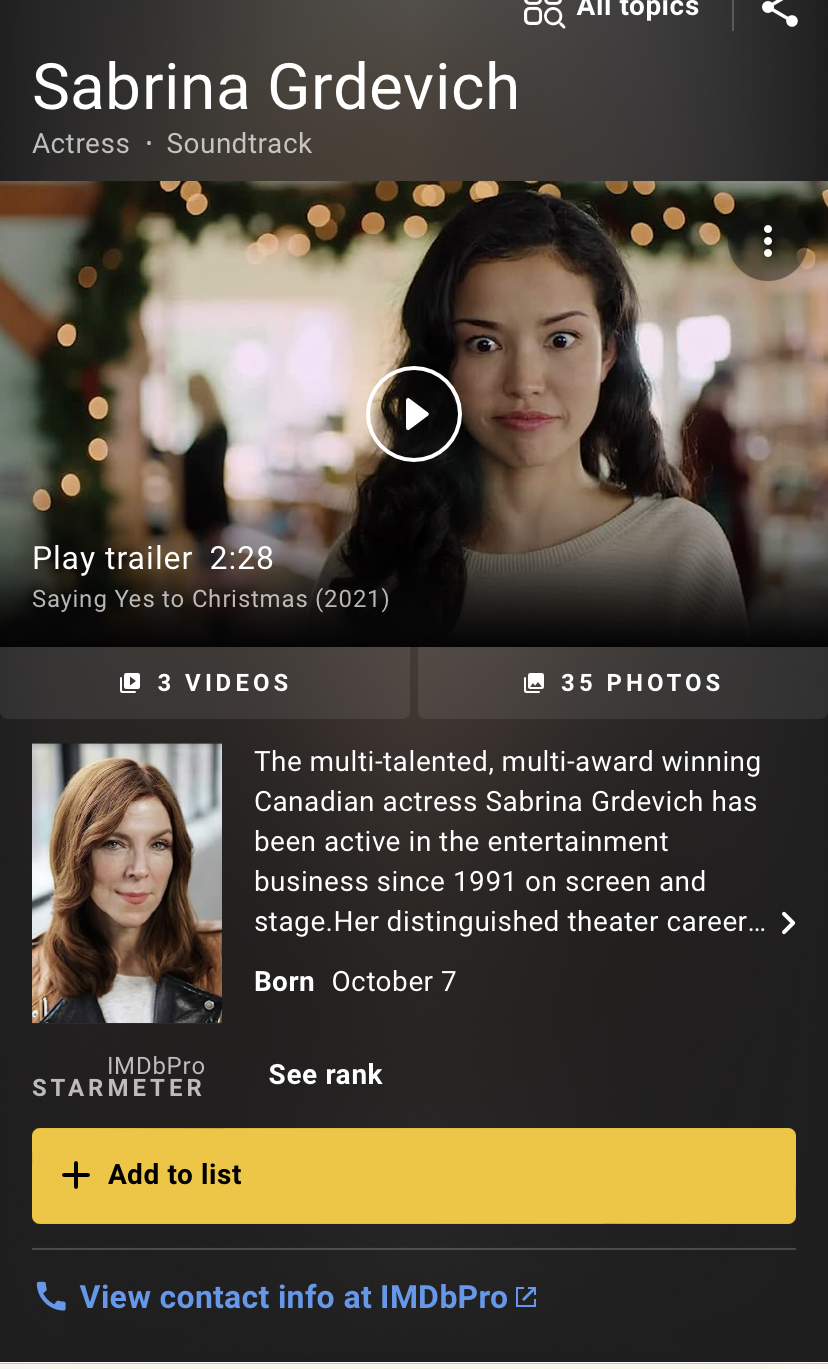 All topics
Sabrina Grdevich
Actress · Soundtrack
Play trailer 2:28
Saying Yes to Christmas (2021)
3 VIDEOS
35 PHOTOS
The multi-talented, multi-award winning
Canadian actress Sabrina Grdevich has
been active in the entertainment
business since 1991 on screen and
stage.Her distinguished theater career...
Born October 7
IMDbPro
STARMETER
See rank
Add to list
View contact info at IMDbPro